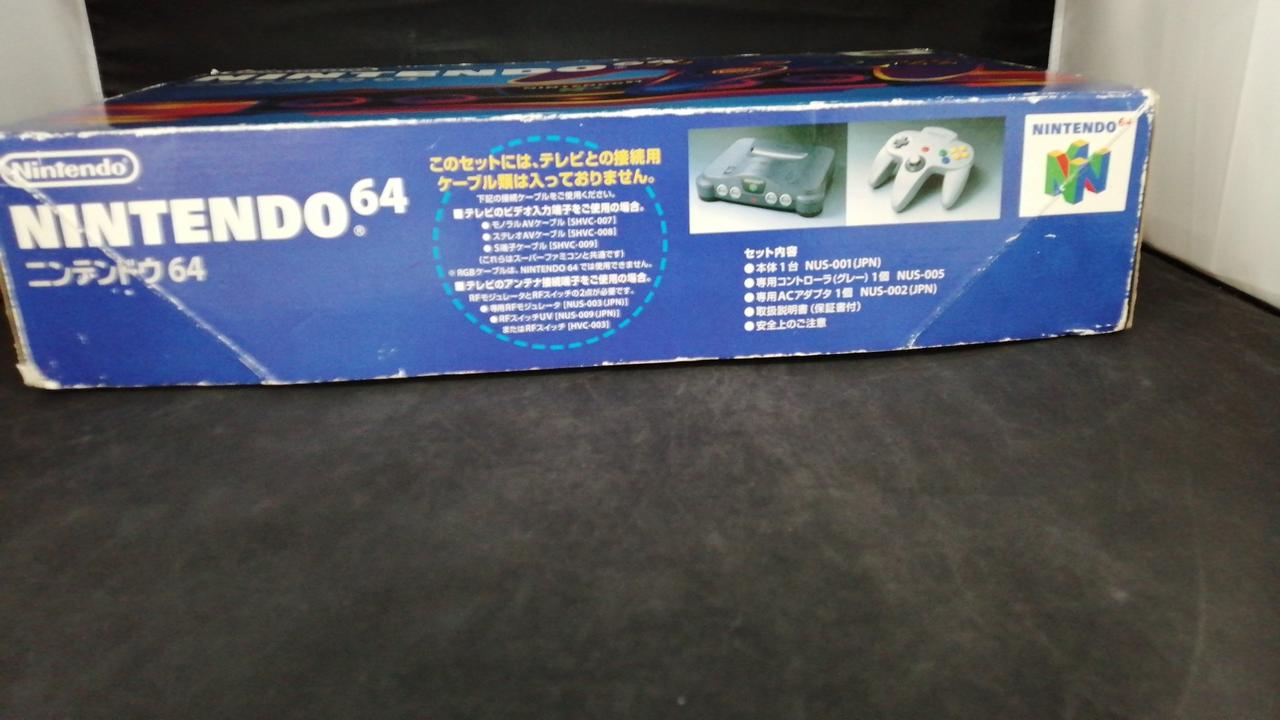 Nintendo
NINTENDO 64®
ニンテンドウ64
このセットには、テレビとの接続用
ケーブル類は入っておりません。
下記の接続ケーブルをご使用ください。
■テレビのビデオ入力端子をご使用の場合。
●モノラルAVケーブル [SHVC-007]
●ステレオAVケーブル [SHVC-008]
●S端子ケーブル [SHVC-009]
(これらはスーパーファミコンと共通です)
※RGBケーブルは、NINTENDO 64では使用できません。
■テレビのアンテナ接続端子をご使用の場合。
RFモジュレータとRFスイッチの2点が必要です。
●専用RFモジュレータ [NUS-003(JPN)]
●RFスイッチUV [NUS-009(JPN)]
またはRFスイッチ [HVC-003]
セット内容
●本体1台 NUS-001(JPN)
●専用コントローラ(グレー)1個 NUS-005
●専用ACアダプタ1個 NUS-002(JPN)
●取扱説明書(保証書付)
●安全上のご注意
NINTENDO 64